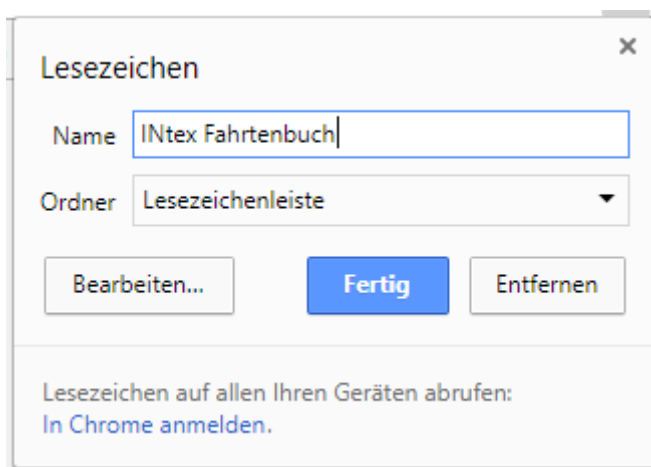 Lesezeichen
Name INtex Fahrtenbuch
Ordner Lesezeichenleiste
Bearbeiten... Fertig Entfernen
Lesezeichen auf allen Ihren Geräten abrufen:
In Chrome anmelden.